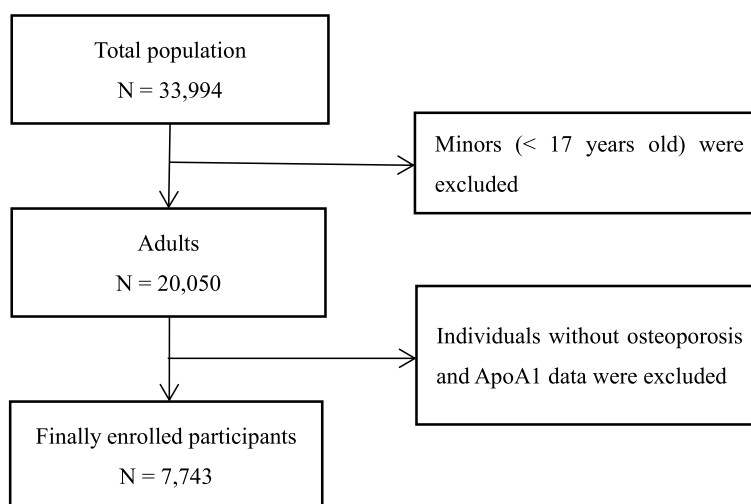 Total population
N = 33,994
Minors (< 17 years old) were
excluded
Adults
N = 20,050
Individuals without osteoporosis
and ApoA1 data were excluded
Finally enrolled participants
N = 7,743